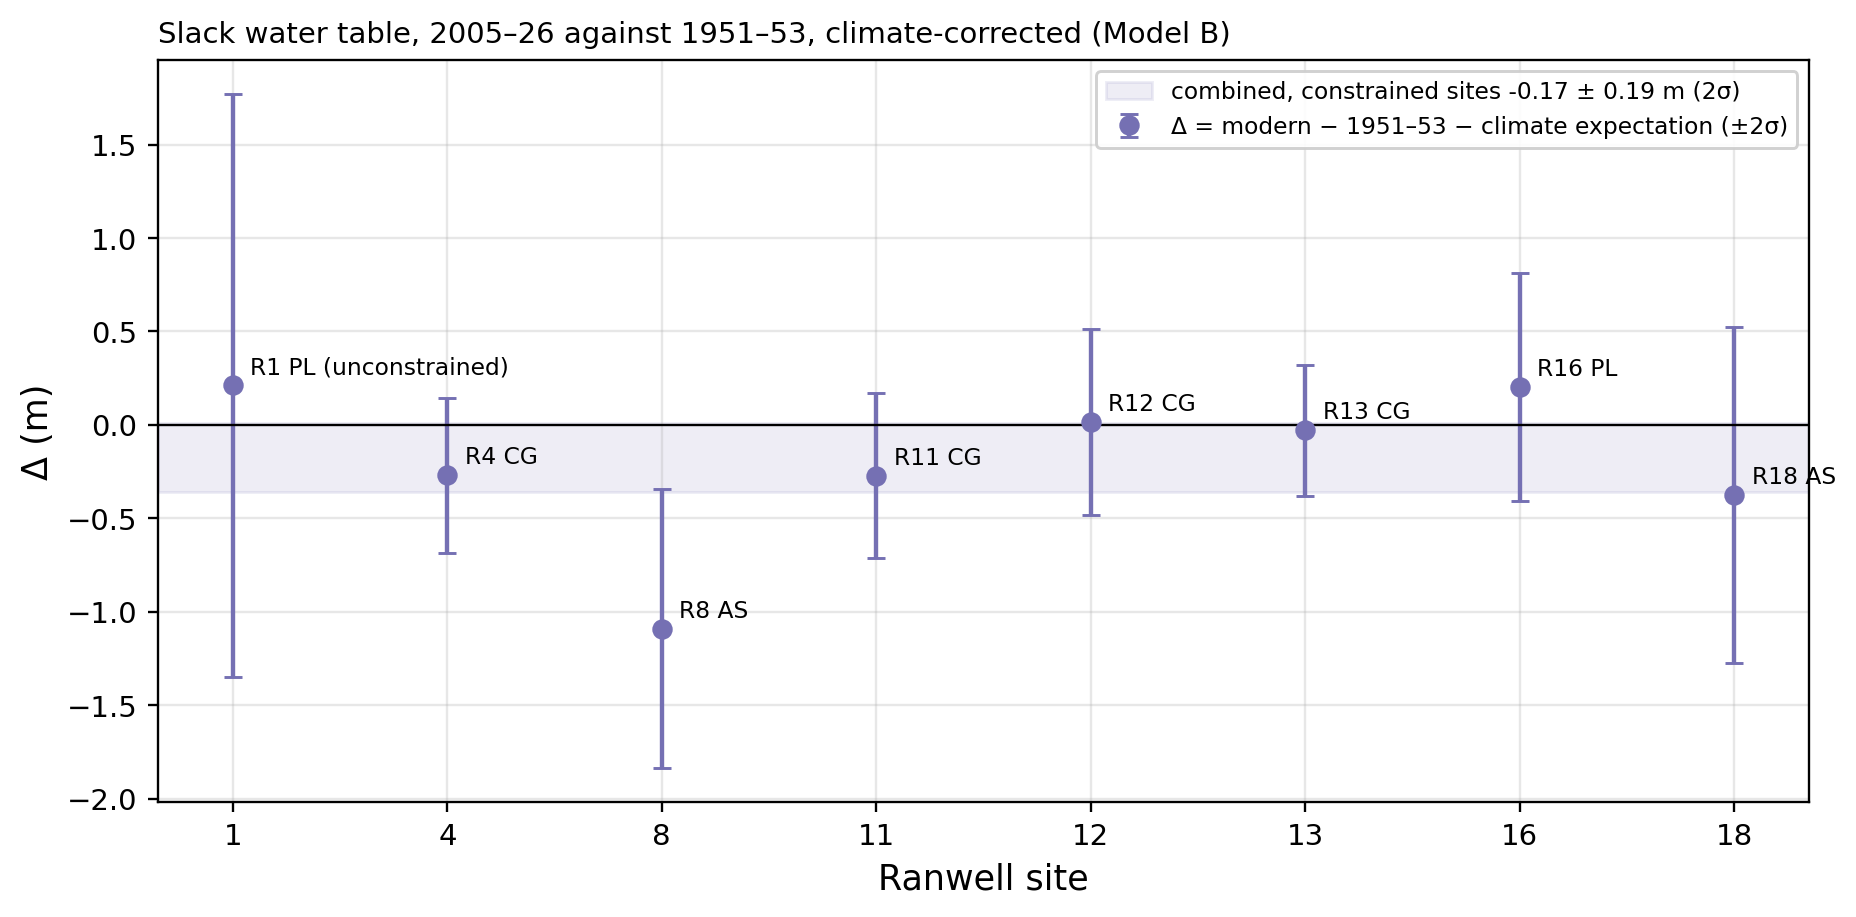 Slack water table, 2005–26 against 1951–53, climate-corrected (Model B)
combined, constrained sites -0.17 ± 0.19 m (2σ)
Δ = modern − 1951–53 − climate expectation (±2σ)
1.5
1.0
0.5
0.0
−0.5
−1.0
−1.5
−2.0
Δ (m)
R1 PL (unconstrained)
R4 CG
R8 AS
R11 CG
R12 CG
R13 CG
R16 PL
R18 AS
1 4 8 11 12 13 16 18
Ranwell site